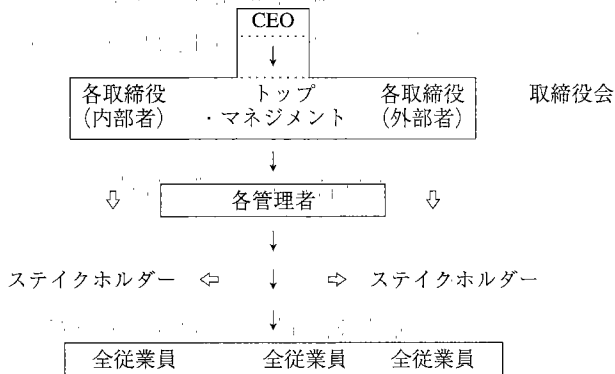 CEO
各取締役 トップ 各取締役 取締役会
(内部者) ・マネジメント (外部者)
各管理者
ステイクホルダー ステイクホルダー
全従業員 全従業員 全従業員